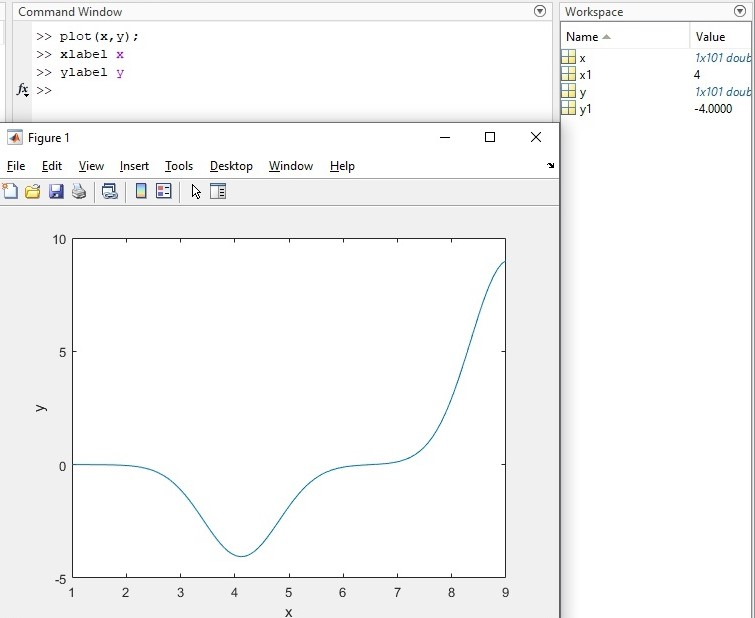 Command Window
>> plot(x,y);
>> xlabel x
>> ylabel y
fx >>
Workspace
Name Value
x 1x101 doub
x1 4
y 1x101 doub
y1 -4.0000
Figure 1
File Edit View Insert Tools Desktop Window Help
10
5
0
-5
y
1 2 3 4 5 6 7 8 9
x